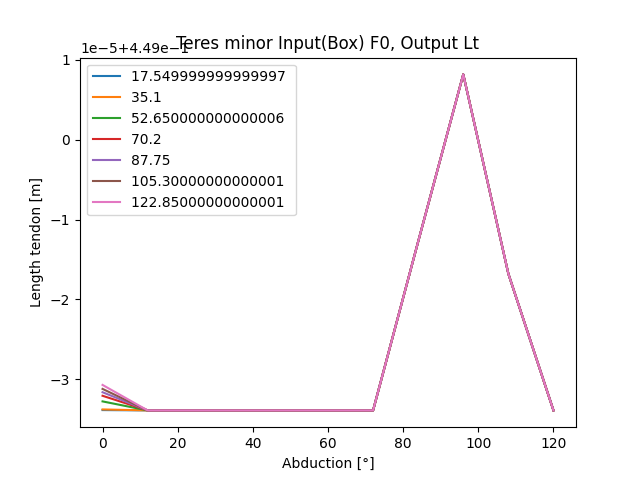 Teres minor Input(Box) F0, Output Lt
1e−5+4.49e−1
17.549999999999997
35.1
52.650000000000006
70.2
87.75
105.30000000000001
122.85000000000001
1
0
−1
−2
−3
Length tendon [m]
0 20 40 60 80 100 120
Abduction [°]